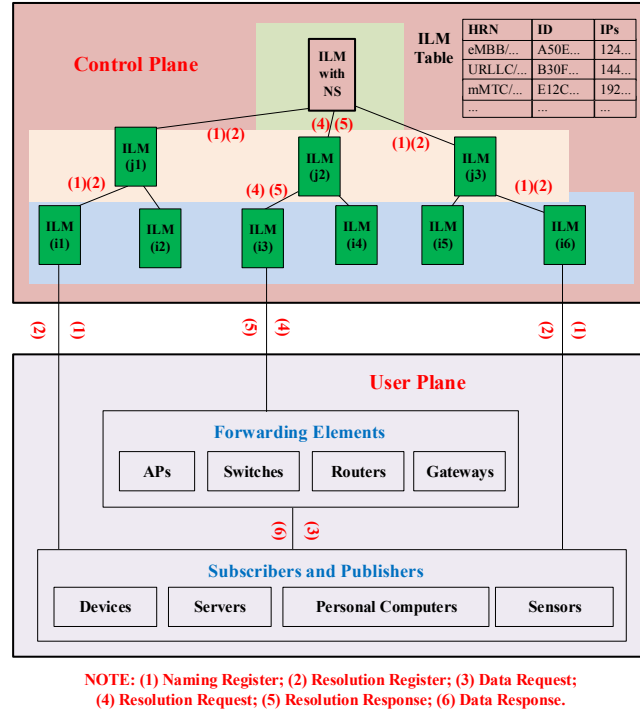 Control Plane
ILM
with
NS
ILM
Table
HRN ID IPs
eMBB/... A50E... 124...
URLLC/... B30F... 144...
mMTC/... E12C... 192...
... ... ...
(1)(2)
(4) (5)
(1)(2)
ILM
(j1)
ILM
(j2)
ILM
(j3)
(1)(2)
(4) (5)
(1)(2)
ILM
(i1)
ILM
(i2)
ILM
(i3)
ILM
(i4)
ILM
(i5)
ILM
(i6)
(2) (1)
(5) (4)
(2) (1)
User Plane
Forwarding Elements
APs
Switches
Routers
Gateways
(6) (3)
Subscribers and Publishers
Devices
Servers
Personal Computers
Sensors
NOTE: (1) Naming Register; (2) Resolution Register; (3) Data Request;
(4) Resolution Request; (5) Resolution Response; (6) Data Response.